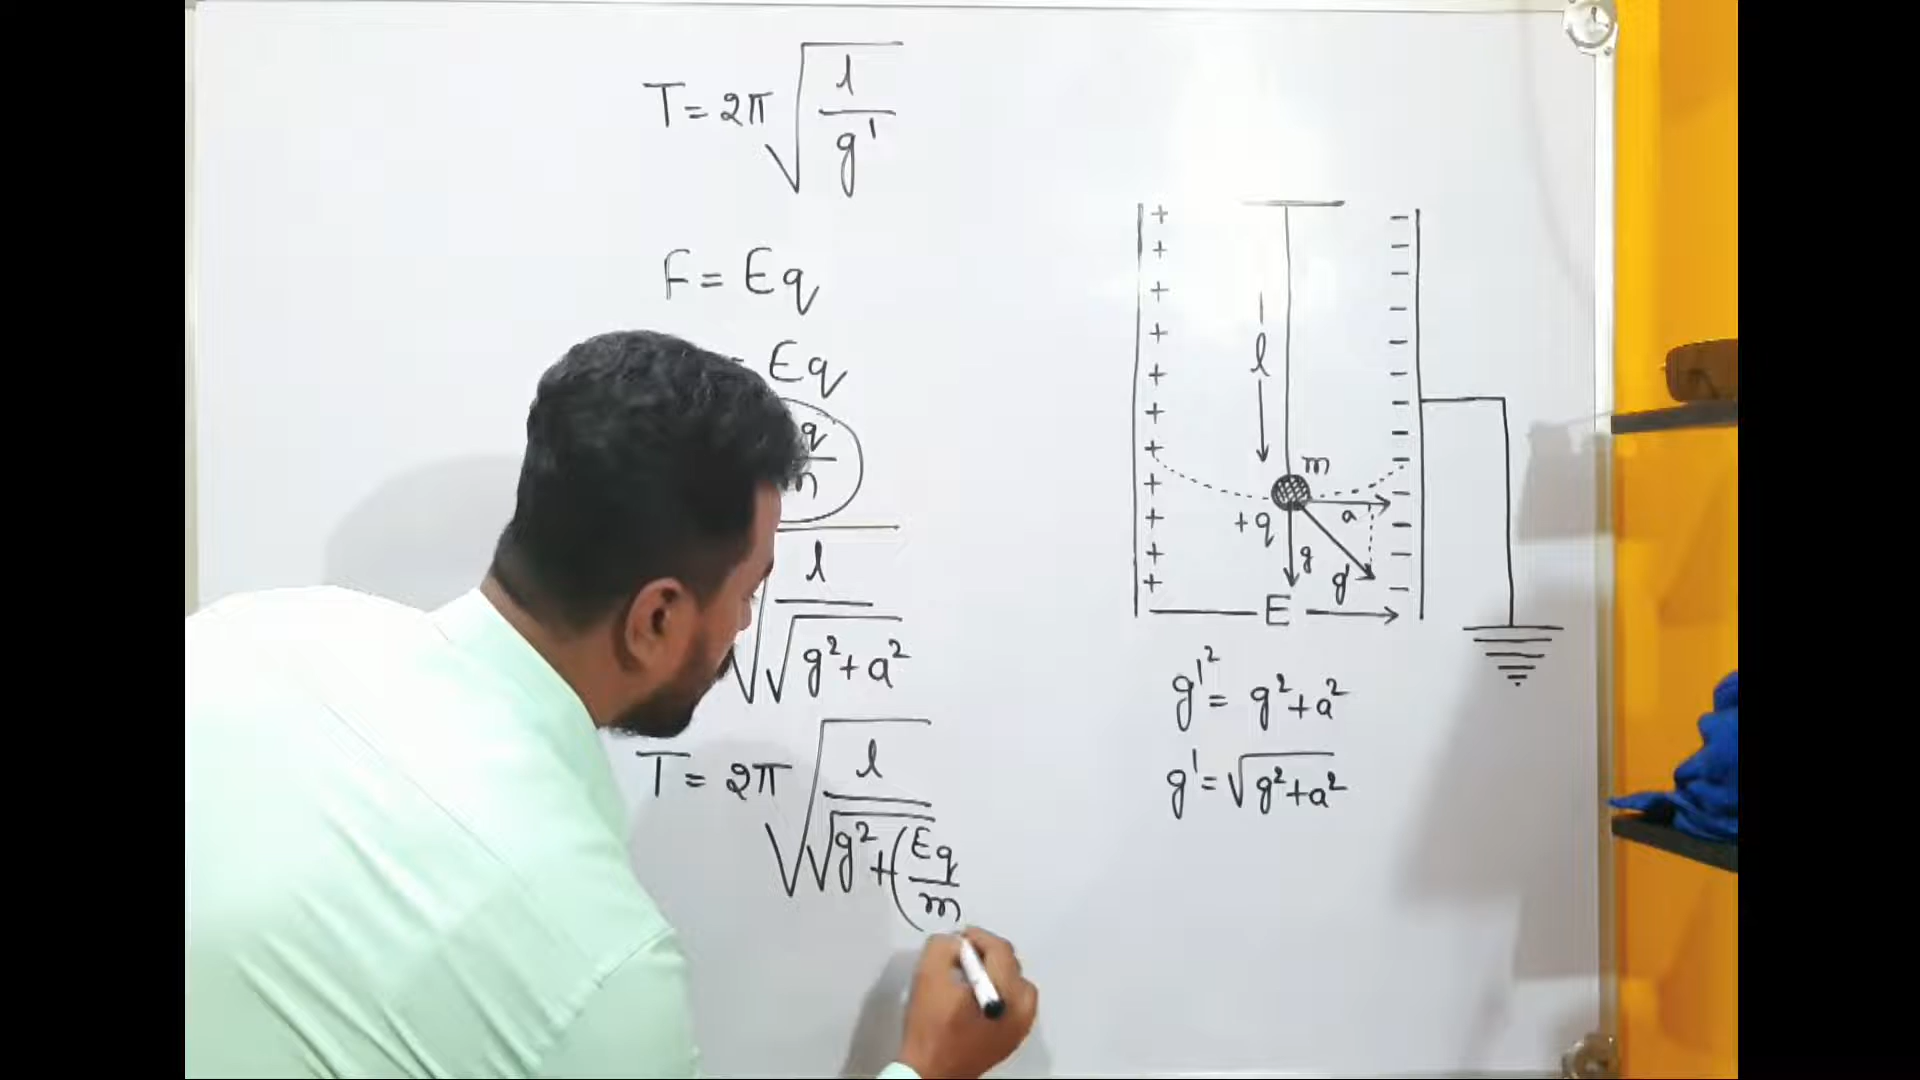 T = 2π √(l / g')
F = Eq
= Eq
q
√(l / √(g² + a²))
T = 2π √(l / √(g² + (Eq / m
+ + + + + + + + + +
− − − − − − − − − − − −
l
m
+q
a
g
g'
E
g'² = g² + a²
g' = √(g² + a²)